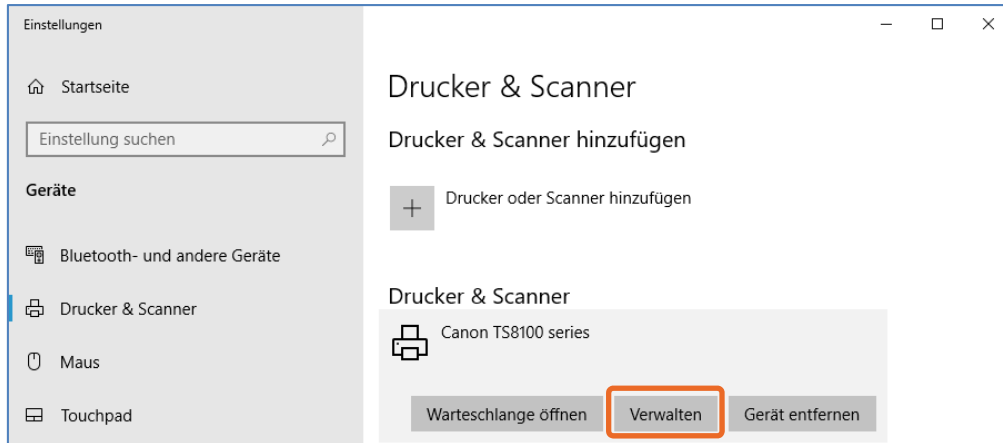 Einstellungen
Startseite
Einstellung suchen
Geräte
Bluetooth- und andere Geräte
Drucker & Scanner
Maus
Touchpad
Drucker & Scanner
Drucker & Scanner hinzufügen
Drucker oder Scanner hinzufügen
Drucker & Scanner
Canon TS8100 series
Warteschlange öffnen Verwalten Gerät entfernen